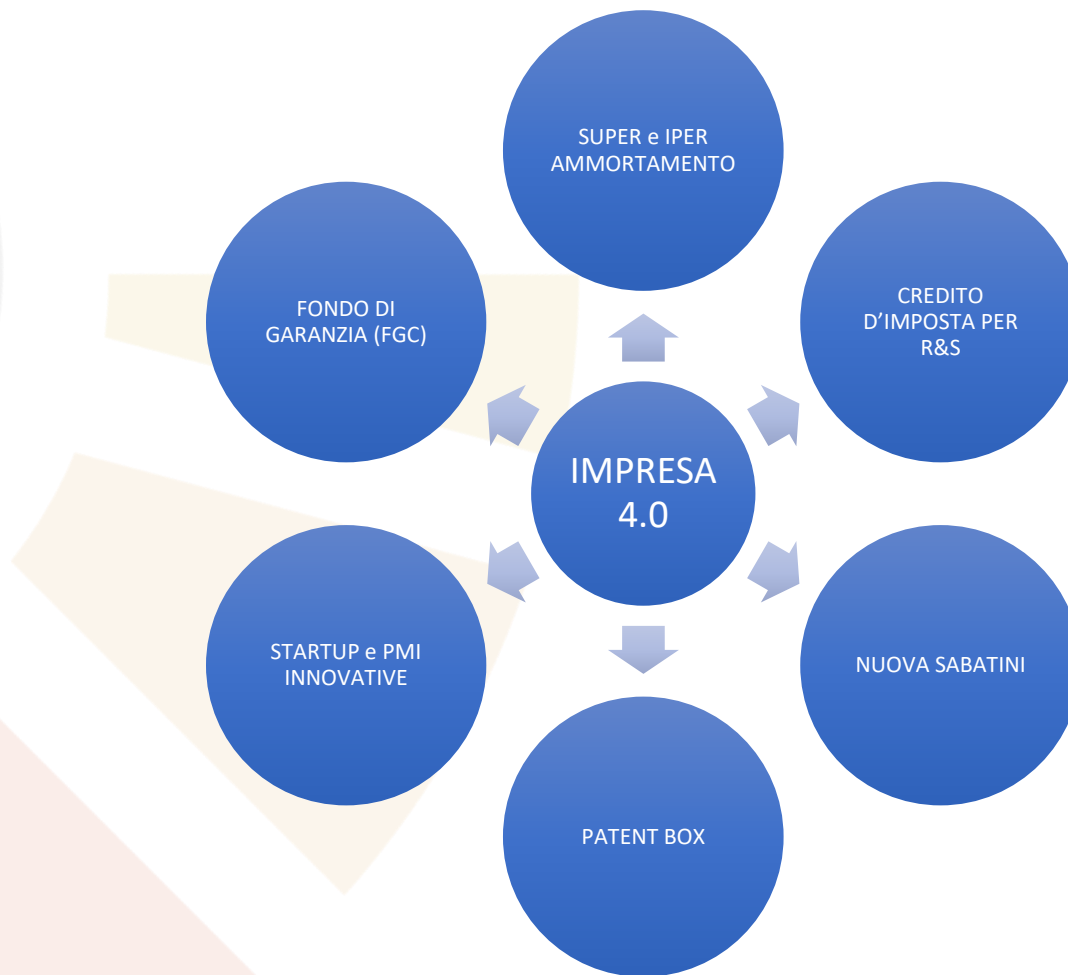 SUPER e IPER
AMMORTAMENTO
CREDITO
D’IMPOSTA PER
R&S
NUOVA SABATINI
PATENT BOX
STARTUP e PMI
INNOVATIVE
FONDO DI
GARANZIA (FGC)
IMPRESA
4.0